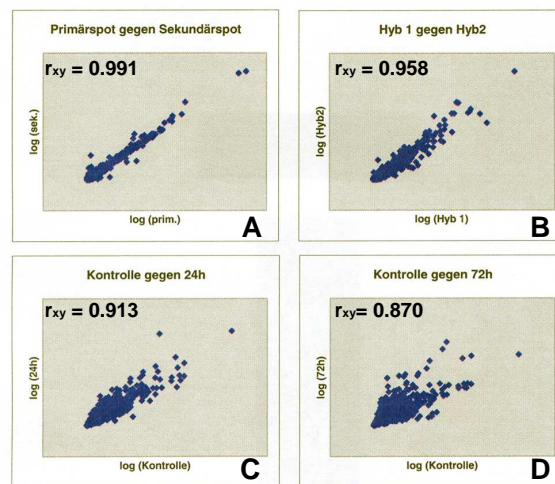 Primärspot gegen Sekundärspot
rxy = 0.991
log (sek.)
log (prim.)
A
Hyb 1 gegen Hyb2
rxy = 0.958
log (Hyb2)
log (Hyb 1)
B
Kontrolle gegen 24h
rxy = 0.913
log (24h)
log (Kontrolle)
C
Kontrolle gegen 72h
rxy= 0.870
log (72h)
log (Kontrolle)
D